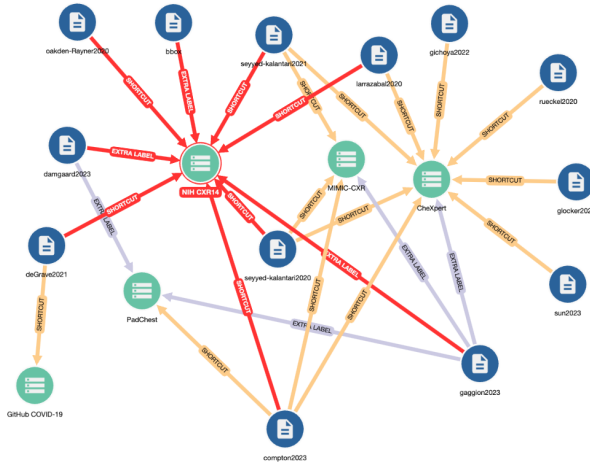 oakden-Rayner2020
bbox
seyyed-kalantari2021
larrazabal2020
gichoya2022
rueckel2020
SHORTCUT
EXTRA LABEL
SHORTCUT
SHORTCUT
SHORTCUT
SHORTCUT
SHORTCUT
SHORTCUT
SHORTCUT
damgaard2023
EXTRA LABEL
NIH CXR14
MIMIC-CXR
CheXpert
SHORTCUT
SHORTCUT
SHORTCUT
SHORTCUT
SHORTCUT
EXTRA LABEL
deGrave2021
seyyed-kalantari2020
EXTRA LABEL
EXTRA LABEL
EXTRA LABEL
SHORTCUT
sun2023
SHORTCUT
PadChest
EXTRA LABEL
SHORTCUT
SHORTCUT
SHORTCUT
SHORTCUT
GitHub COVID-19
gaggion2023
compton2023